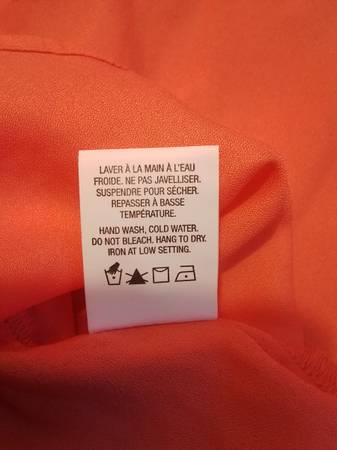 LAVER À LA MAIN À L'EAU
FROIDE. NE PAS JAVELLISER.
SUSPENDRE POUR SÉCHER.
REPASSER À BASSE
TEMPÉRATURE.
HAND WASH, COLD WATER.
DO NOT BLEACH. HANG TO DRY.
IRON AT LOW SETTING.